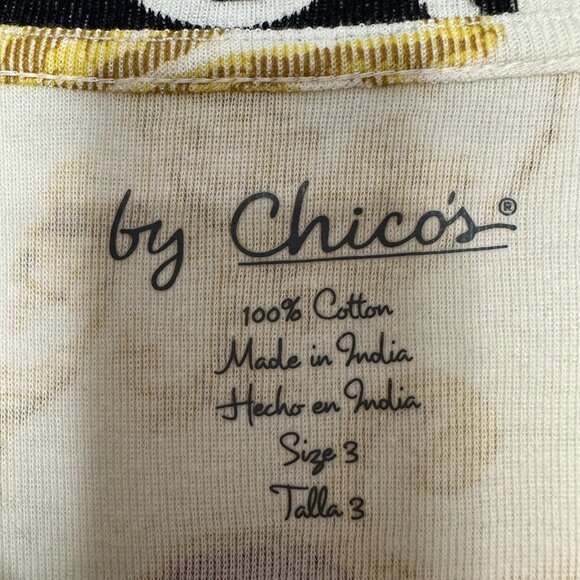 by Chico's®
100% Cotton
Made in India
Hecho en India
Size 3
Talla 3